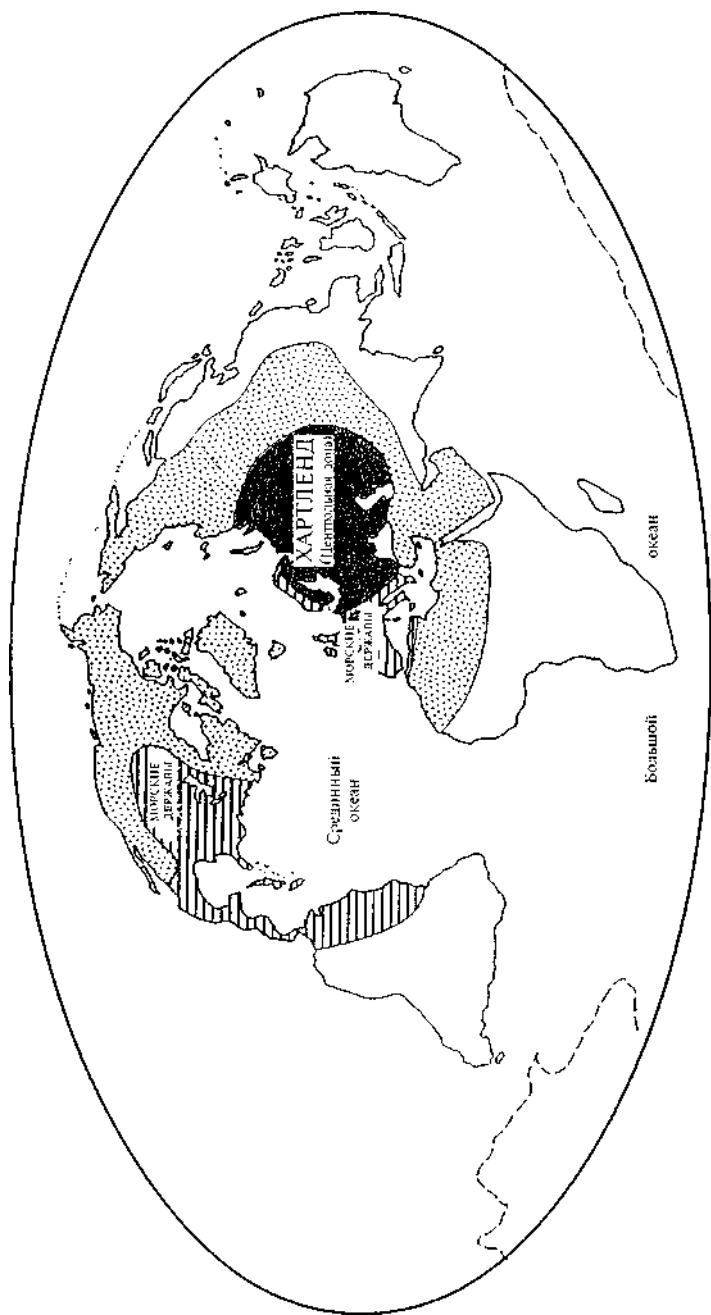 МОРСКИЕ
ДЕРЖАВЫ
Срединный
океан
МОРСКИЕ
ДЕРЖАВЫ
ХАРТЛЕНД
(Центральная зона)
Большой
океан